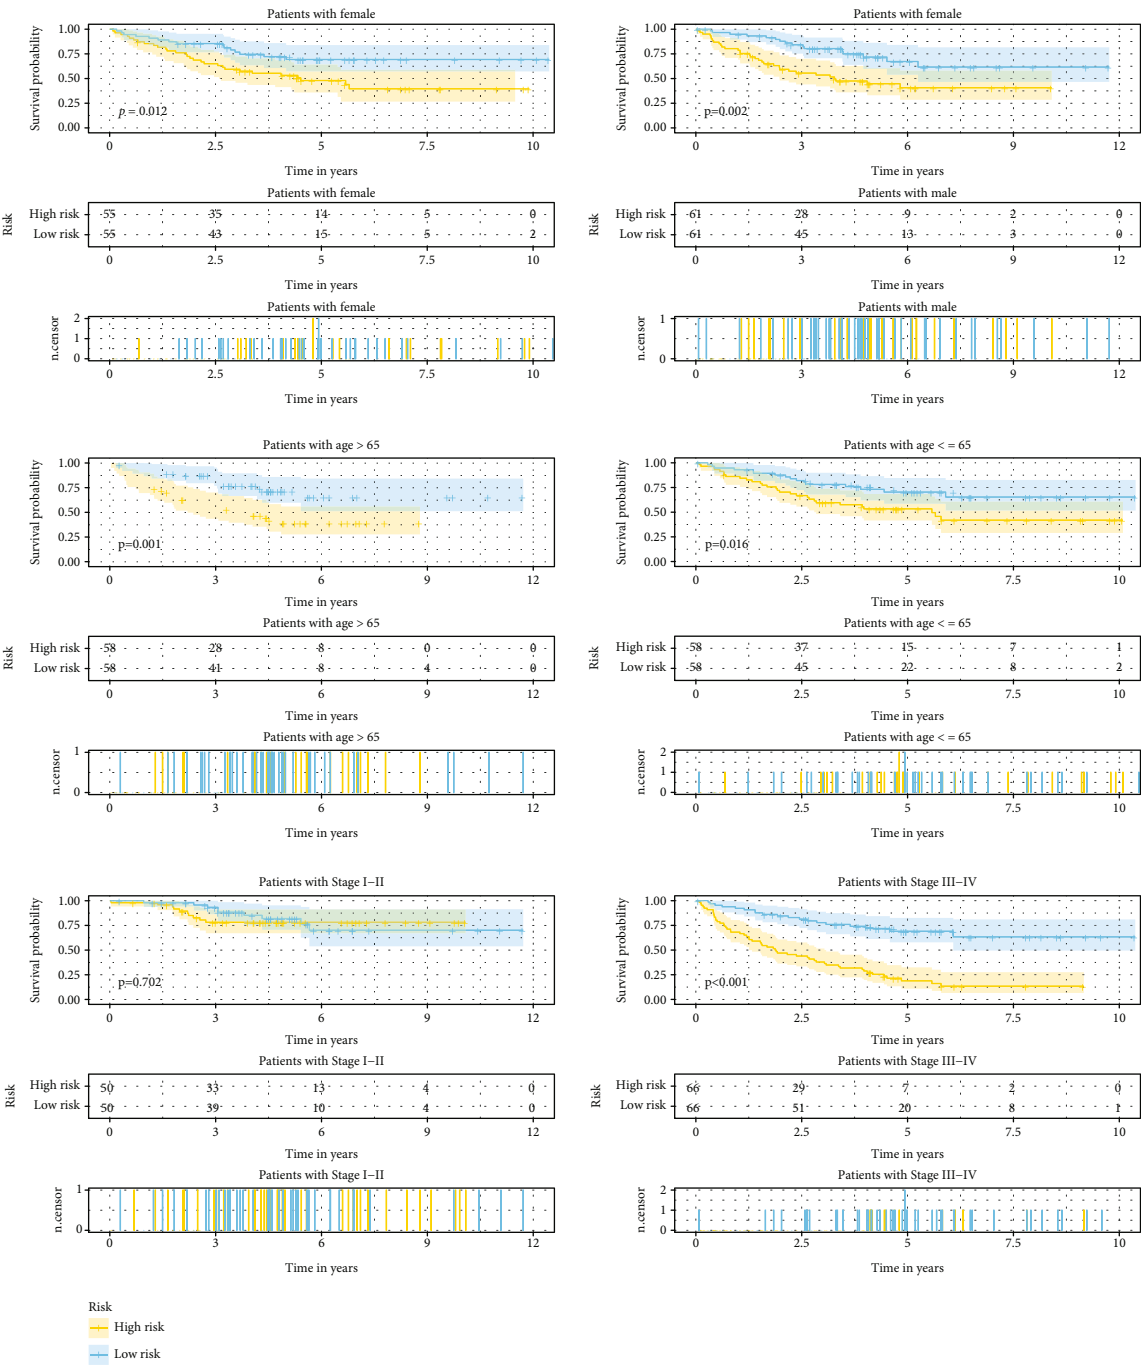 Patients with female
Survival probability
1.00
0.75
0.50
0.25
0.00
p = 0.012
0 2.5 5 7.5 10
Time in years
Patients with female
Risk
High risk 55 35 14 5 0
Low risk 55 43 15 5 2
0 2.5 5 7.5 10
Time in years
Patients with female
n.censor
2
1
0
0 2.5 5 7.5 10
Time in years
Patients with female
Survival probability
1.00
0.75
0.50
0.25
0.00
p=0.002
0 3 6 9 12
Time in years
Patients with male
Risk
High risk 61 28 9 2 0
Low risk 61 45 13 3 0
0 3 6 9 12
Time in years
Patients with male
n.censor
1
0
0 3 6 9 12
Time in years
Patients with age > 65
Survival probability
1.00
0.75
0.50
0.25
0.00
p=0.001
0 3 6 9 12
Time in years
Patients with age > 65
Risk
High risk 58 28 8 0 0
Low risk 58 41 8 4 0
0 3 6 9 12
Time in years
Patients with age > 65
n.censor
1
0
0 3 6 9 12
Time in years
Patients with age < = 65
Survival probability
1.00
0.75
0.50
0.25
0.00
p=0.016
0 2.5 5 7.5 10
Time in years
Patients with age < = 65
Risk
High risk 58 37 15 7 1
Low risk 58 45 22 8 2
0 2.5 5 7.5 10
Time in years
Patients with age < = 65
n.censor
2
1
0
0 2.5 5 7.5 10
Time in years
Patients with Stage I−II
Survival probability
1.00
0.75
0.50
0.25
0.00
p=0.702
0 3 6 9 12
Time in years
Patients with Stage I−II
Risk
High risk 50 33 13 4 0
Low risk 50 39 10 4 0
0 3 6 9 12
Time in years
Patients with Stage I−II
n.censor
1
0
0 3 6 9 12
Time in years
Patients with Stage III−IV
Survival probability
1.00
0.75
0.50
0.25
0.00
p<0.001
0 2.5 5 7.5 10
Time in years
Patients with Stage III−IV
Risk
High risk 66 29 7 2 0
Low risk 66 51 20 8 1
0 2.5 5 7.5 10
Time in years
Patients with Stage III−IV
n.censor
2
1
0
0 2.5 5 7.5 10
Time in years
Risk
High risk
Low risk